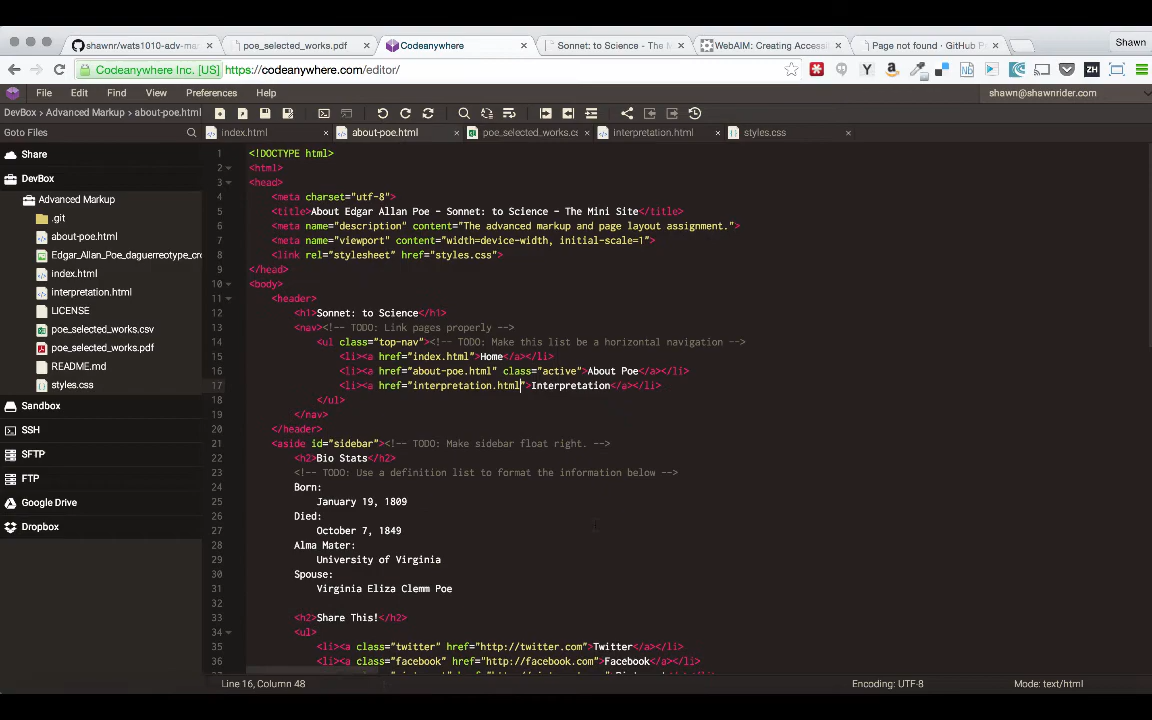 shawnr/wats1010-adv-ma
poe_selected_works.pdf
Codeanywhere
Sonnet: to Science - The M
WebAIM: Creating Accessi
Page not found · GitHub P
Shawn
Codeanywhere Inc. [US] https://codeanywhere.com/editor/
File Edit Find View Preferences Help
shawn@shawnrider.com
DevBox > Advanced Markup > about-poe.html
Goto Files
index.html
about-poe.html
poe_selected_works.cs
interpretation.html
styles.css
Share
DevBox
Advanced Markup
.git
about-poe.html
Edgar_Allan_Poe_daguerreotype_cro
index.html
interpretation.html
LICENSE
poe_selected_works.csv
poe_selected_works.pdf
README.md
styles.css
Sandbox
SSH
SFTP
FTP
Google Drive
Dropbox
1 <!DOCTYPE html>
2 <html>
3 <head>
4 <meta charset="utf-8">
5 <title>About Edgar Allan Poe - Sonnet: to Science - The Mini Site</title>
6 <meta name="description" content="The advanced markup and page layout assignment.">
7 <meta name="viewport" content="width=device-width, initial-scale=1">
8 <link rel="stylesheet" href="styles.css">
9 </head>
10 <body>
11 <header>
12 <h1>Sonnet: to Science</h1>
13 <nav><!-- TODO: Link pages properly -->
14 <ul class="top-nav"><!-- TODO: Make this list be a horizontal navigation -->
15 <li><a href="index.html">Home</a></li>
16 <li><a href="about-poe.html" class="active">About Poe</a></li>
17 <li><a href="interpretation.html">Interpretation</a></li>
18 </ul>
19 </nav>
20 </header>
21 <aside id="sidebar"><!-- TODO: Make sidebar float right. -->
22 <h2>Bio Stats</h2>
23 <!-- TODO: Use a definition list to format the information below -->
24 Born:
25 January 19, 1809
26 Died:
27 October 7, 1849
28 Alma Mater:
29 University of Virginia
30 Spouse:
31 Virginia Eliza Clemm Poe
32
33 <h2>Share This!</h2>
34 <ul>
35 <li><a class="twitter" href="http://twitter.com">Twitter</a></li>
36 <li><a class="facebook" href="http://facebook.com">Facebook</a></li>
Line 16, Column 48
Encoding: UTF-8
Mode: text/html